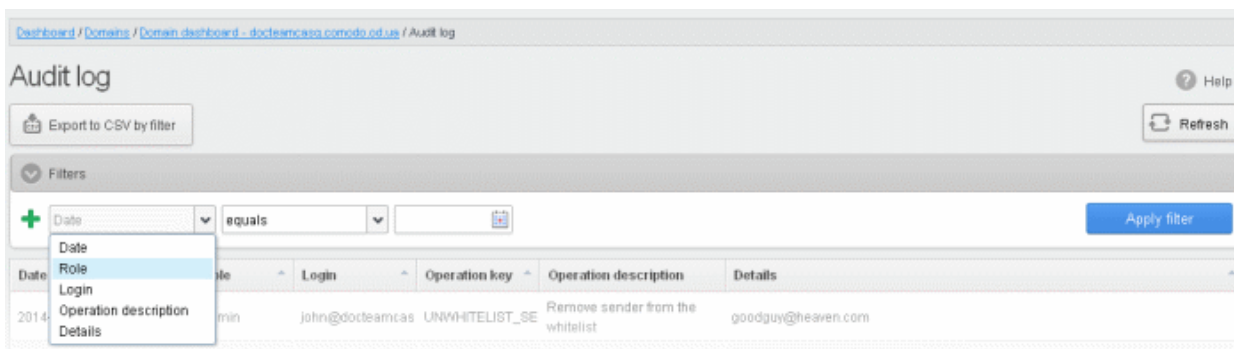 Dashboard / Domains / Domain dashboard - docteamcasg.comodo.od.ua / Audit log
Audit log
Help
Export to CSV by filter
Refresh
Filters
Date
equals
Apply filter
Date
Role
Login
Operation description
Details
Date
ole
Login
Operation key
Operation description
Details
2014-
min
john@docteamcas
UNWHITELIST_SE
Remove sender from the
whitelist
goodguy@heaven.com